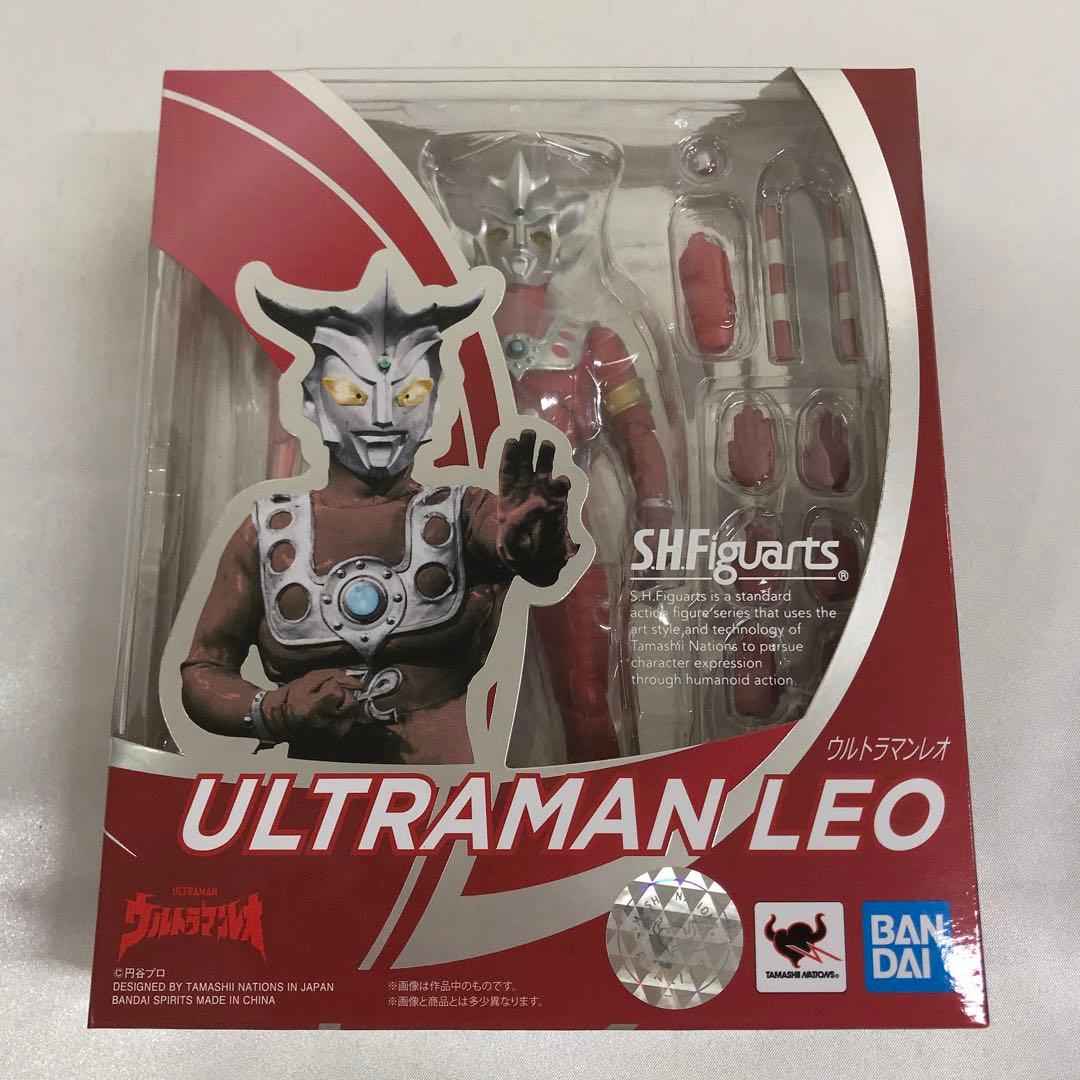 S.H.Figuarts®
S.H.Figuarts is a standard
action figure series that uses the
art style and technology of
Tamashii Nations to pursue
character expression
through humanoid action.
ウルトラマンレオ
ULTRAMAN LEO
ULTRAMAN
ウルトラマンレオ
©円谷プロ
DESIGNED BY TAMASHII NATIONS IN JAPAN
BANDAI SPIRITS MADE IN CHINA
※画像は作品中のものです。
※画像と商品とは多少異なります。
TAMASHII NATIONS®
BAN
DAI